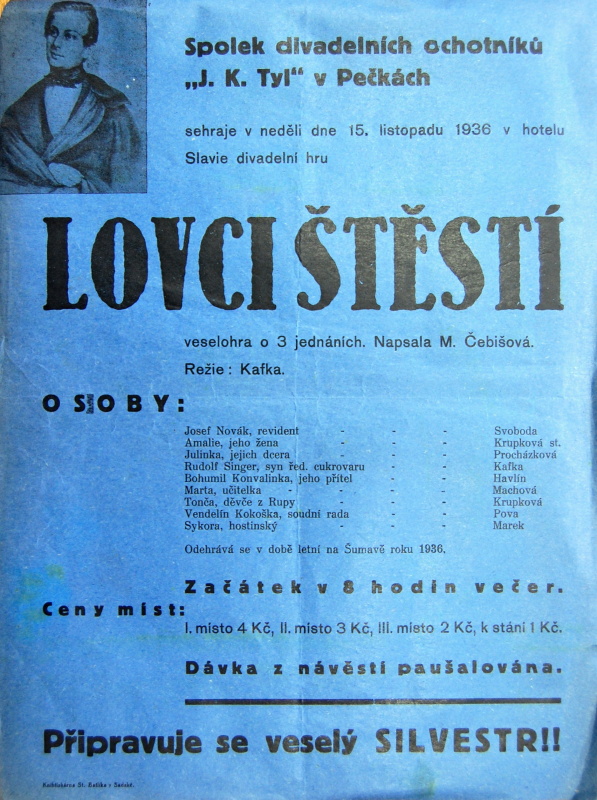 Spolek divadelních ochotníků
„J. K. Tyl“ v Pečkách
sehraje v neděli dne 15. listopadu 1936 v hotelu
Slavie divadelní hru
LOVCI ŠTĚSTÍ
veselohra o 3 jednáních. Napsala M. Čebišová.
Režie: Kafka.
OSOBY:
Josef Novák, revident - - - Svoboda
Amalie, jeho žena - - - Krupková st.
Julinka, jejich dcera - - - Procházková
Rudolf Singer, syn řed. cukrovaru - - Kafka
Bohumil Konvalinka, jeho přítel - - Havlín
Marta, učitelka - - - - - Machová
Tonča, děvče z Rupy - - - Krupková
Vendelín Kokoška, soudní rada - - Pova
Sykora, hostinský - - - Marek
Odehrává se v době letní na Šumavě roku 1936.
Začátek v 8 hodin večer.
Ceny míst:
I. místo 4 Kč, II. místo 3 Kč, III. místo 2 Kč, k stání 1 Kč.
Dávka z návěstí paušalována.
Připravuje se veselý SILVESTR!!
Knihtiskárna St. v Sadské.